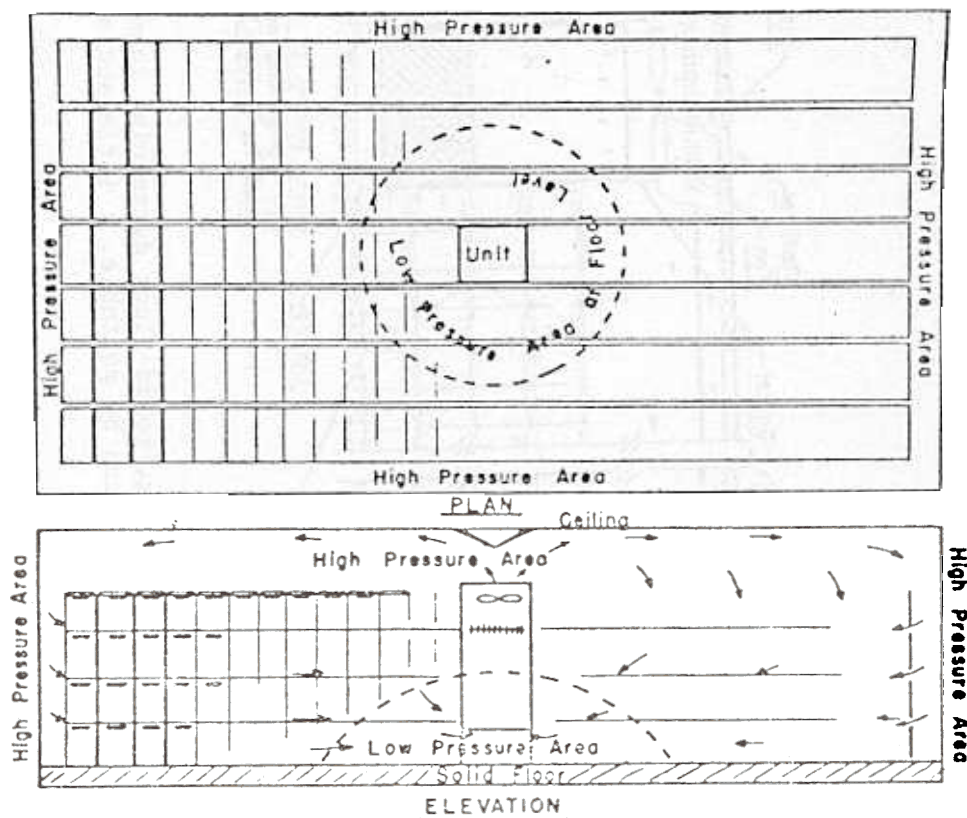 High Pressure Area
High Pressure Area
High Pressure Area
Unit
Low Pressure Area at Floor Level
High Pressure Area
PLAN
Ceiling
High Pressure Area
High Pressure Area
High Pressure Area
Low Pressure Area
Solid Floor
ELEVATION